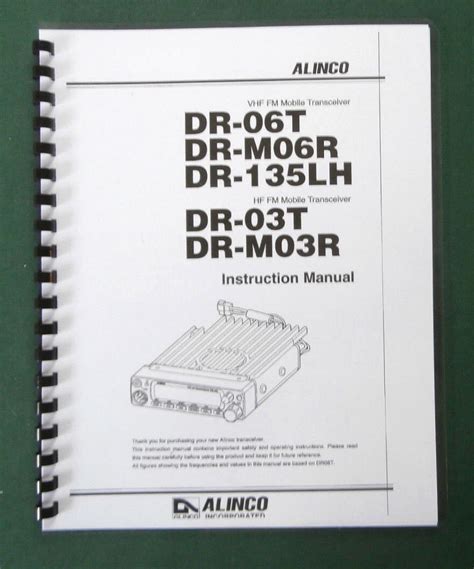 ALINCO
VHF FM Mobile Transceiver
DR-06T
DR-M06R
DR-135LH
HF FM Mobile Transceiver
DR-03T
DR-M03R
Instruction Manual
Thank you for purchasing your new Alinco transceiver.
This instruction manual contains important safety and operating instructions. Please read
this manual carefully before using the product and keep it for future reference.
All figures showing the frequencies and values in this manual are based on DR06T.
ALINCO
ALINCO INCORPORATED